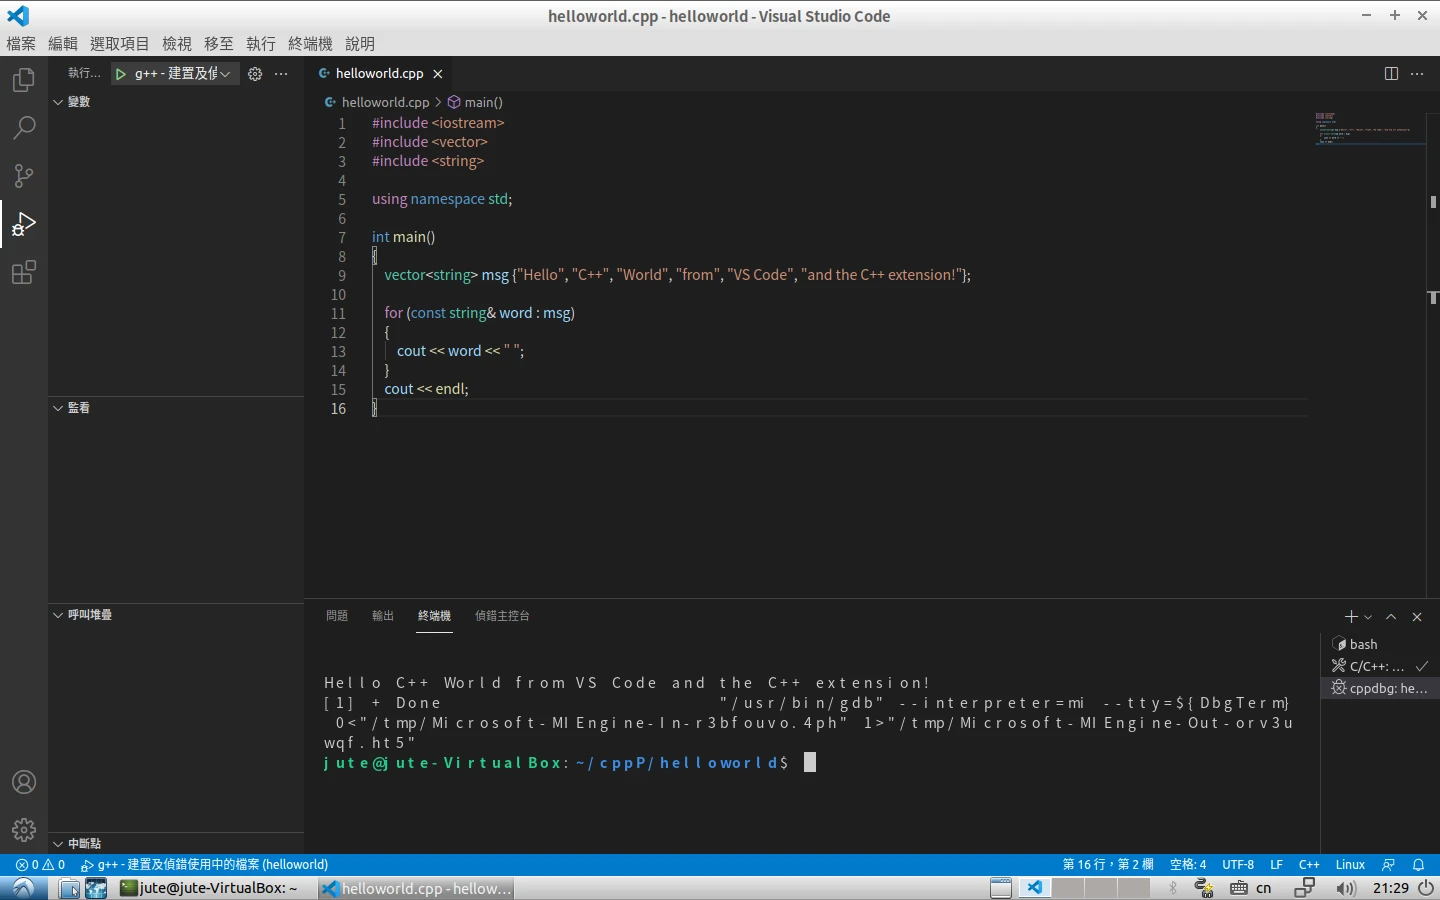 helloworld.cpp - helloworld - Visual Studio Code
檔案 編輯 選取項目 檢視 移至 執行 終端機 說明
執行... g++ - 建置及偵
helloworld.cpp
變數
helloworld.cpp > main()
1 #include <iostream>
2 #include <vector>
3 #include <string>
4
5 using namespace std;
6
7 int main()
8 {
9 vector<string> msg {"Hello", "C++", "World", "from", "VS Code", "and the C++ extension!"};
10
11 for (const string& word : msg)
12 {
13 cout << word << " ";
14 }
15 cout << endl;
16 }
監看
呼叫堆疊
中斷點
問題 輸出 終端機 偵錯主控台
Hello C++ World from VS Code and the C++ extension!
[1] + Done "/usr/bin/gdb" --interpreter=mi --tty=${DbgTerm}
0<"/tmp/Microsoft-MIEngine-In-r3bfouvo.4ph" 1>"/tmp/Microsoft-MIEngine-Out-orv3u
wqf.ht5"
jute@jute-VirtualBox:~/cppP/helloworld$
bash
C/C++: ...
cppdbg: he...
0 0 g++ - 建置及偵錯使用中的檔案 (helloworld)
第 16 行，第 2 欄 空格: 4 UTF-8 LF C++ Linux
jute@jute-VirtualBox: ~ helloworld.cpp - hellow... cn 21:29